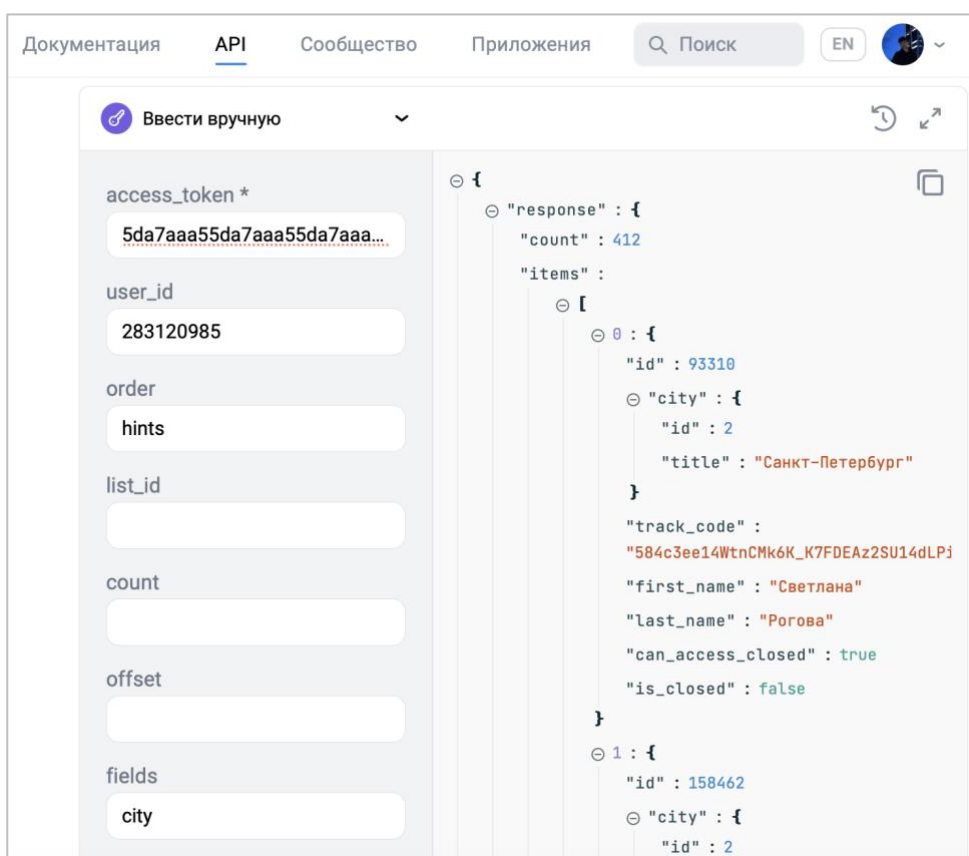 Документация API Сообщество Приложения Поиск EN
Ввести вручную
access_token *
5da7aaa55da7aaa55da7aaa...
user_id
283120985
order
hints
list_id
count
offset
fields
city
{
"response" : {
"count" : 412
"items" :
[
0 : {
"id" : 93310
"city" : {
"id" : 2
"title" : "Санкт-Петербург"
}
"track_code" :
"584c3ee14WtnCMk6K_K7FDEAz2SU14dLPi
"first_name" : "Светлана"
"last_name" : "Рогова"
"can_access_closed" : true
"is_closed" : false
}
1 : {
"id" : 158462
"city" : {
"id" : 2